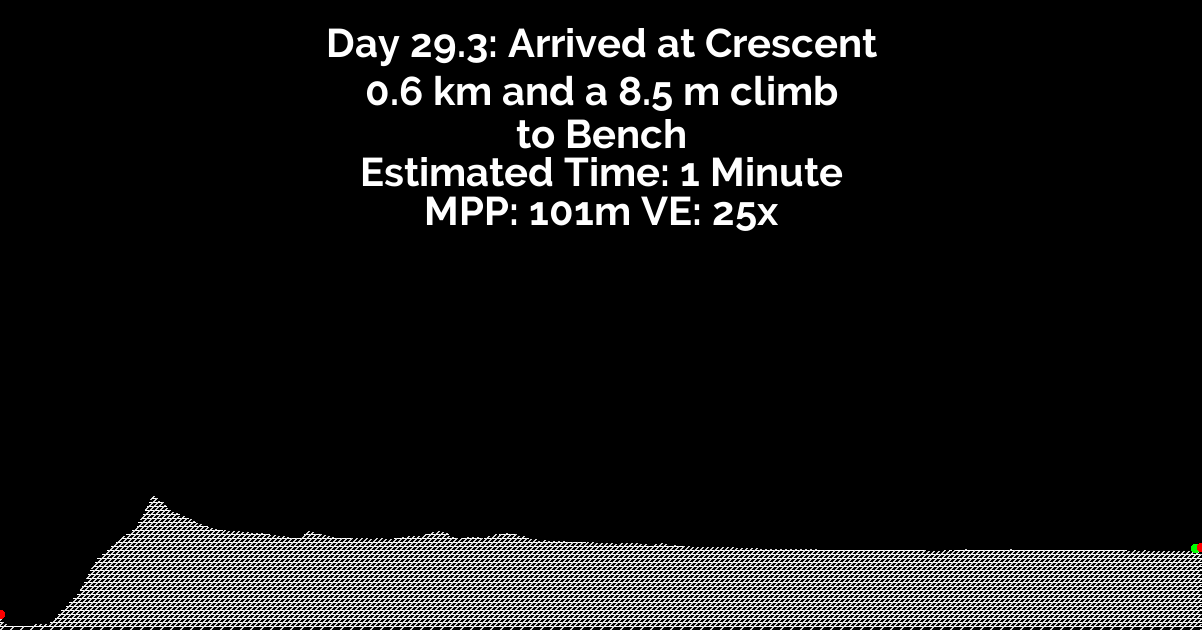 Day 29.3: Arrived at Crescent
0.6 km and a 8.5 m climb
to Bench
Estimated Time: 1 Minute
MPP: 101m VE: 25x